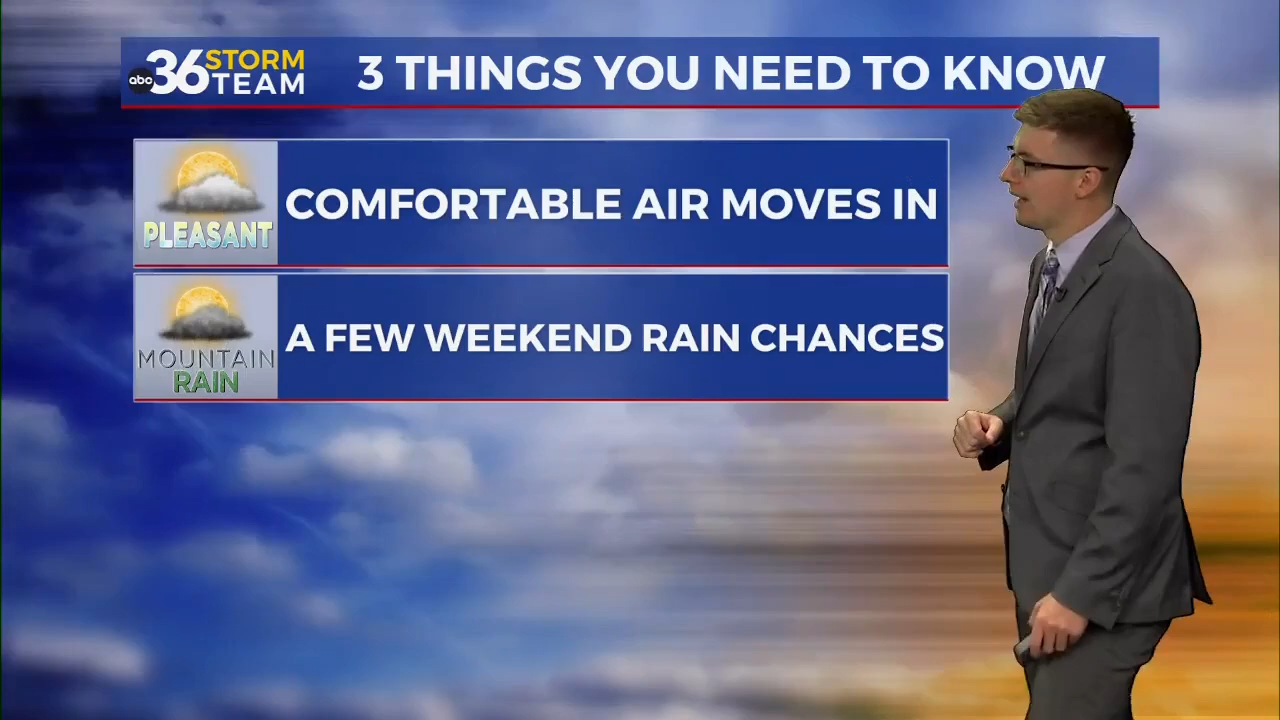 abc 36 STORM TEAM
3 THINGS YOU NEED TO KNOW
PLEASANT
COMFORTABLE AIR MOVES IN
MOUNTAIN
RAIN
A FEW WEEKEND RAIN CHANCES